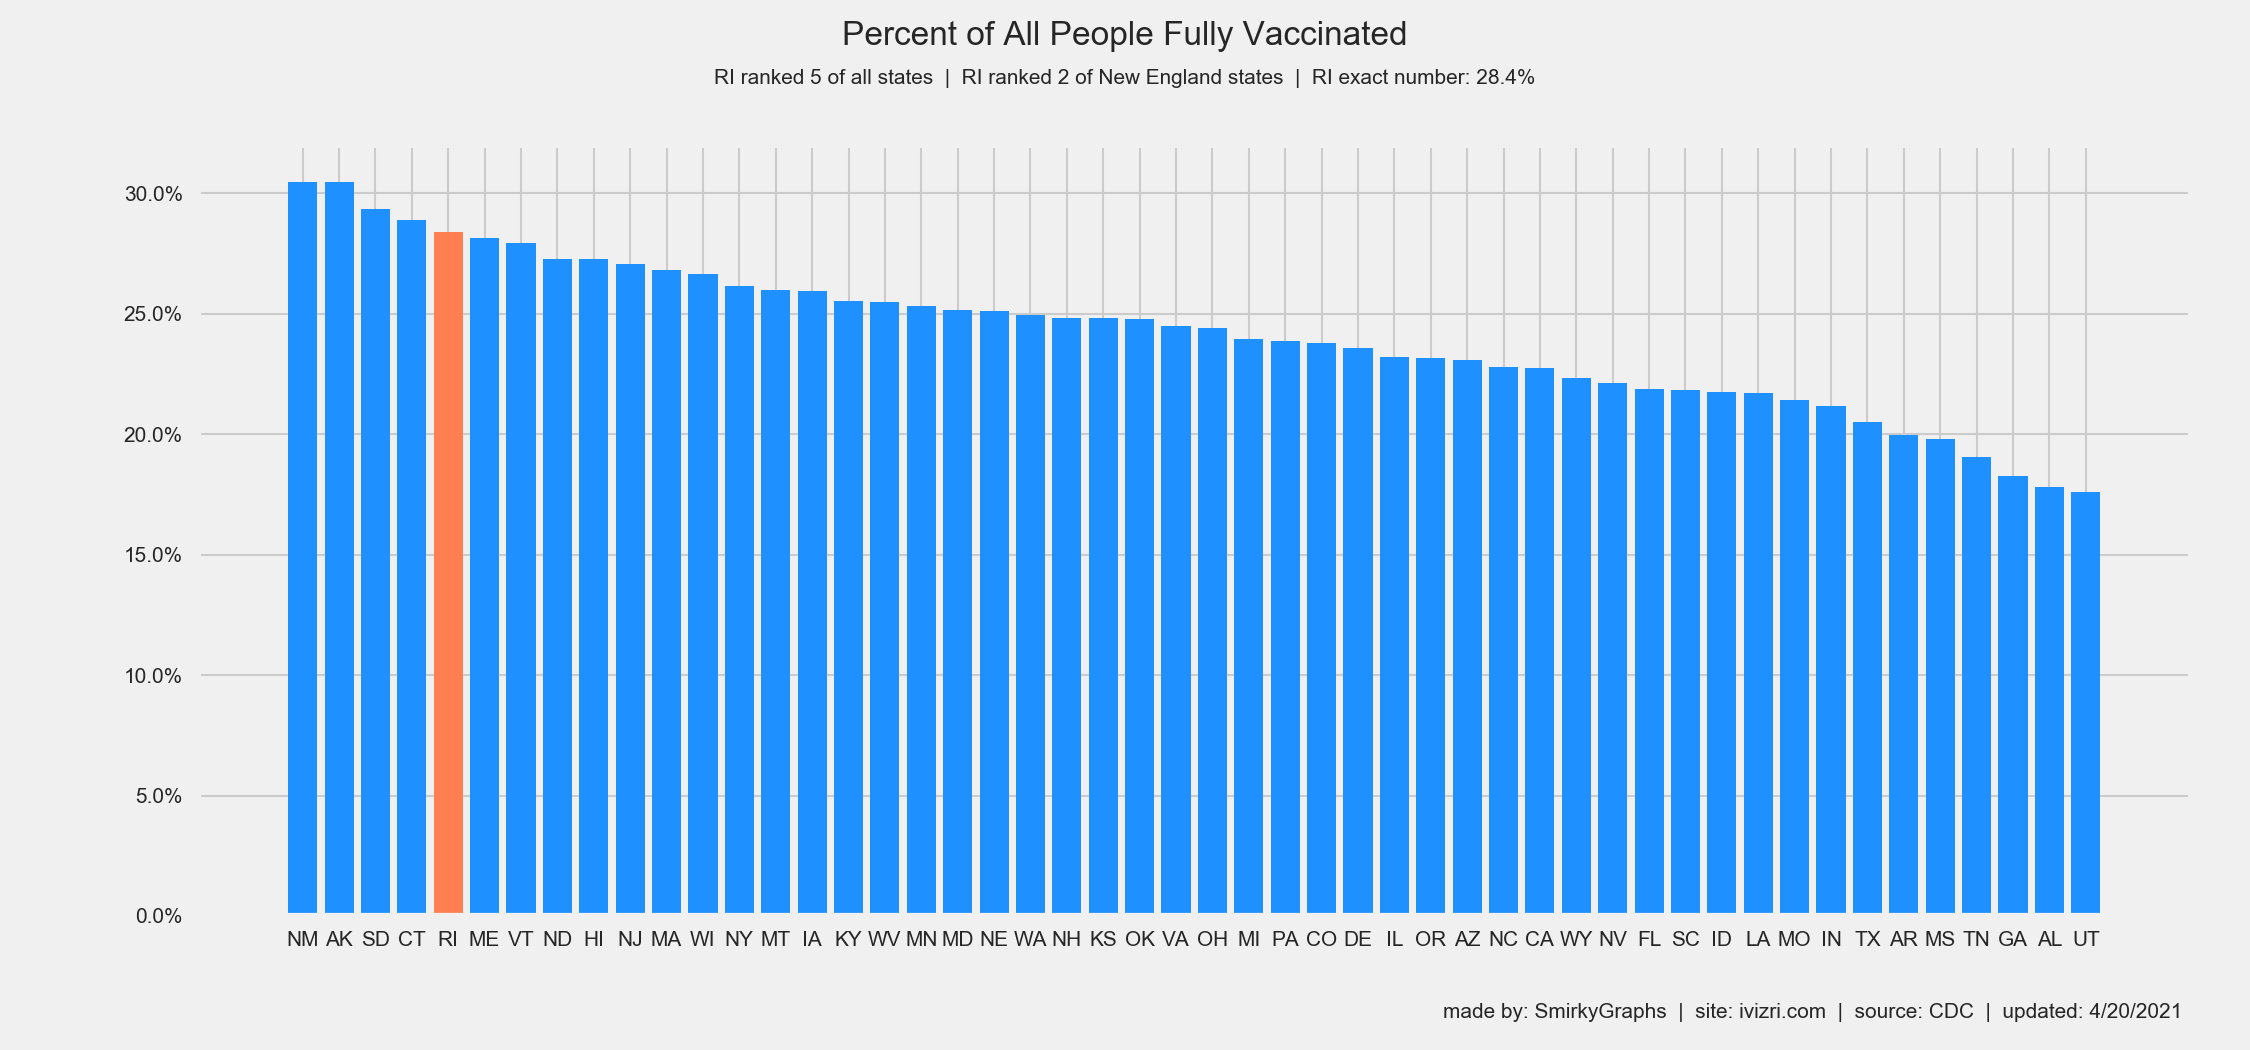 Percent of All People Fully Vaccinated
RI ranked 5 of all states | RI ranked 2 of New England states | RI exact number: 28.4%
30.0%
25.0%
20.0%
15.0%
10.0%
5.0%
0.0%
NM AK SD CT RI ME VT ND HI NJ MA WI NY MT IA KY WV MN MD NE WA NH KS OK VA OH MI PA CO DE IL OR AZ NC CA WY NV FL SC ID LA MO IN TX AR MS TN GA AL UT
made by: SmirkyGraphs | site: ivizri.com | source: CDC | updated: 4/20/2021